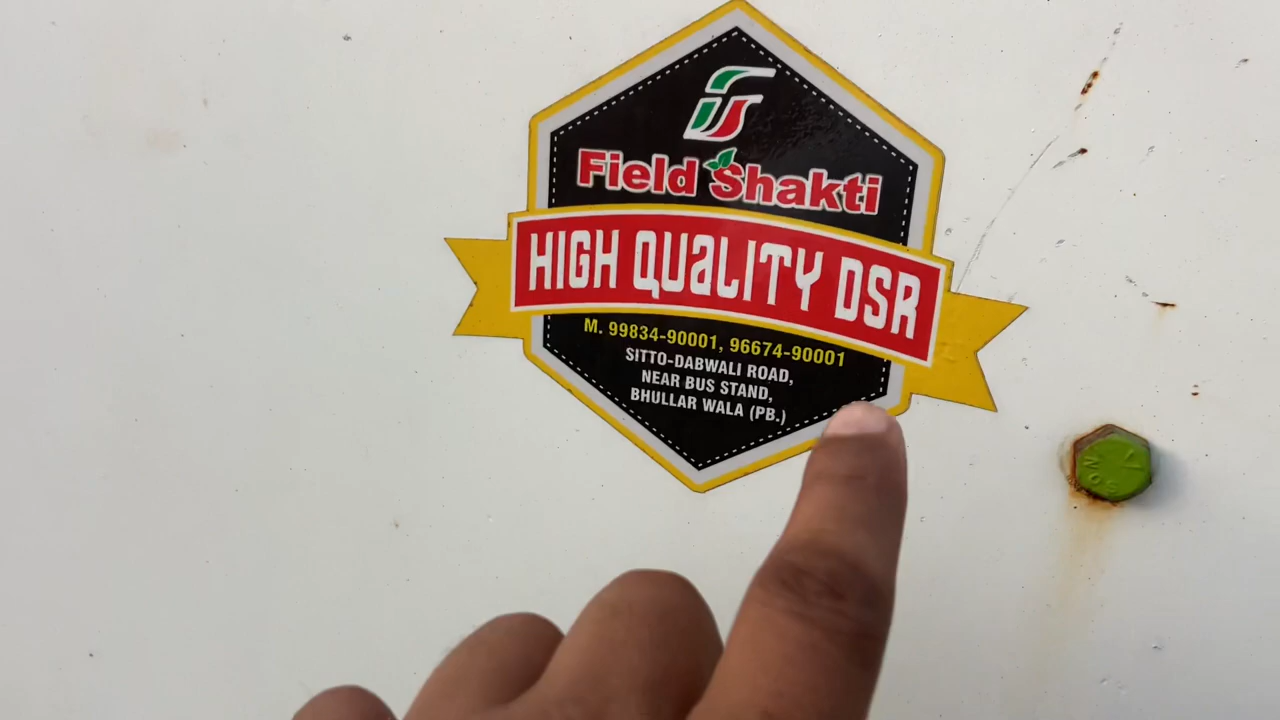 Field Shakti
HIGH QUALITY DSR
M. 99834-90001, 96674-90001
SITTO-DABWALI ROAD,
NEAR BUS STAND,
BHULLAR WALA (PB.)